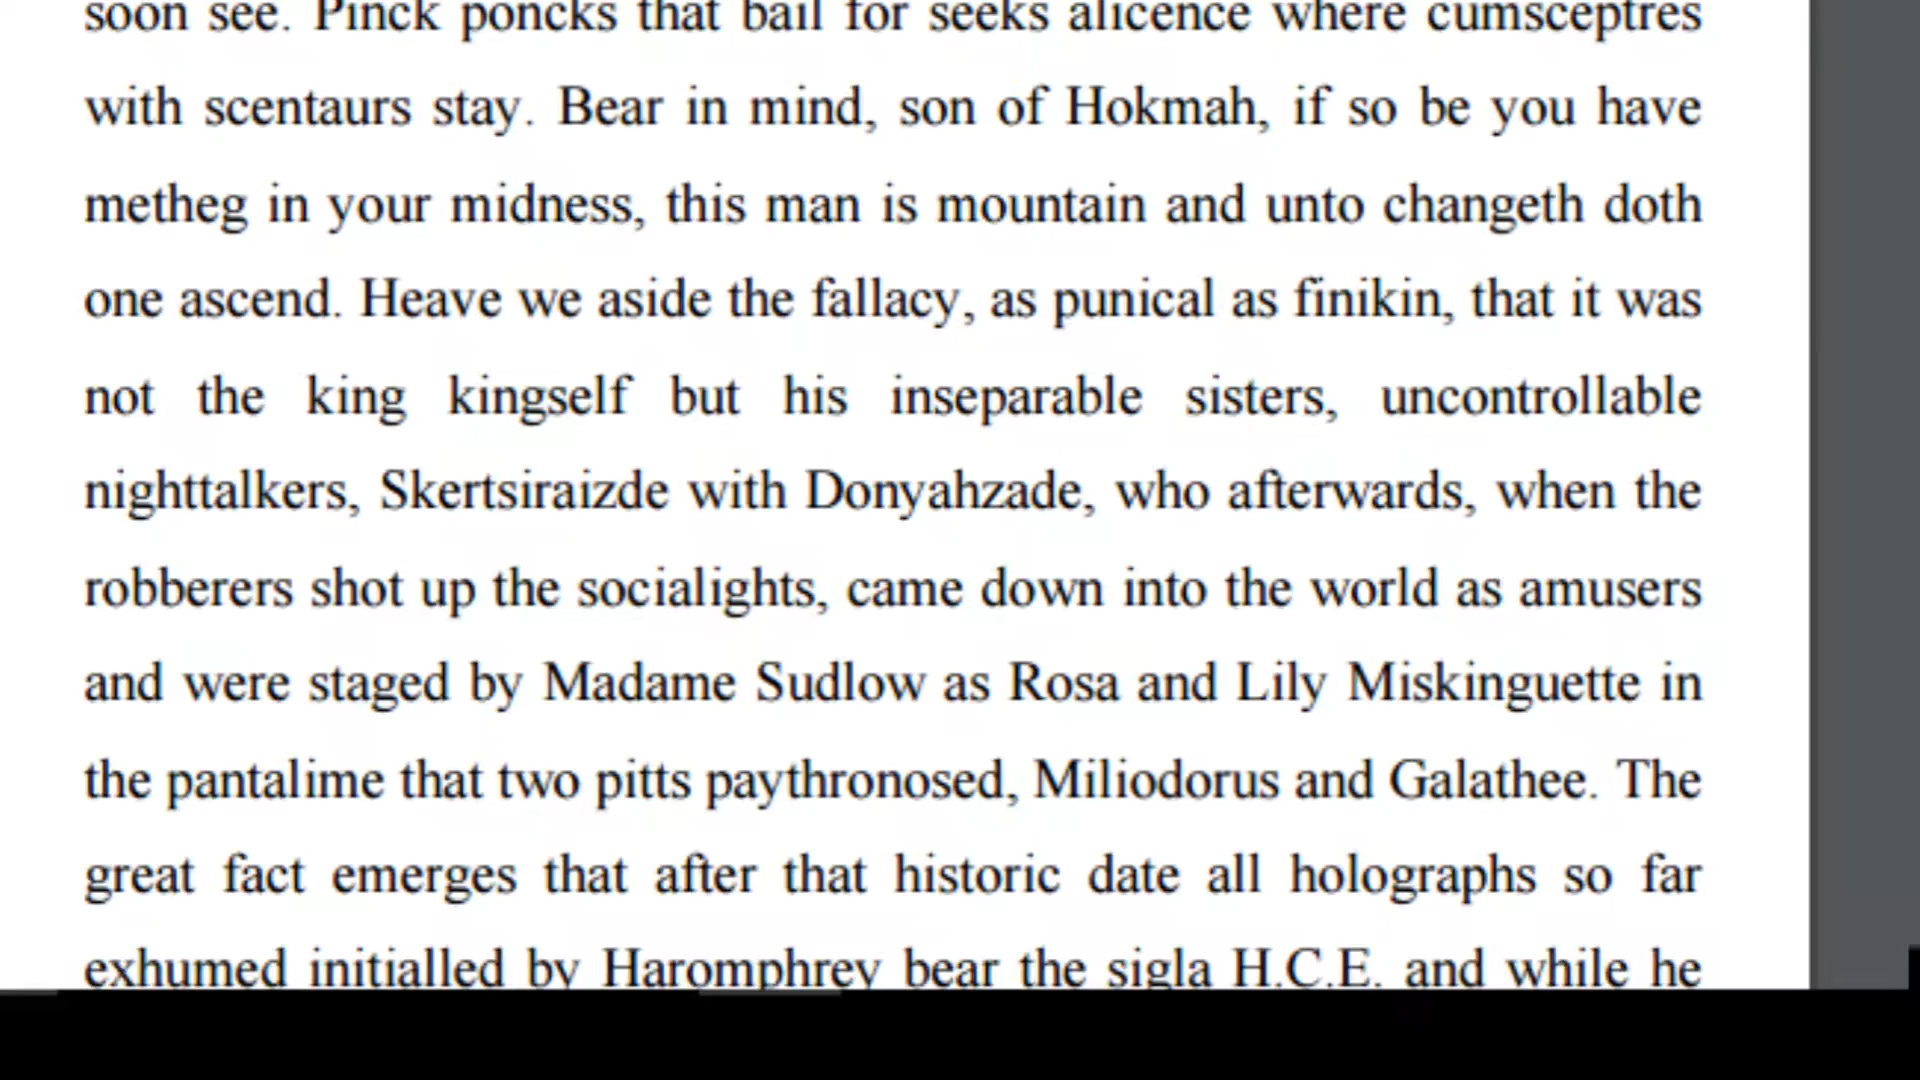 soon see. Pinck poncks that bail for seeks alicence where cumsceptres
with scentaurs stay. Bear in mind, son of Hokmah, if so be you have
metheg in your midness, this man is mountain and unto changeth doth
one ascend. Heave we aside the fallacy, as punical as finikin, that it was
not the king kingself but his inseparable sisters, uncontrollable
nighttalkers, Skertsiraizde with Donyahzade, who afterwards, when the
robberers shot up the socialights, came down into the world as amusers
and were staged by Madame Sudlow as Rosa and Lily Miskinguette in
the pantalime that two pitts paythronosed, Miliodorus and Galathee. The
great fact emerges that after that historic date all holographs so far
exhumed initialled by Haromphrey bear the sigla H.C.E. and while he